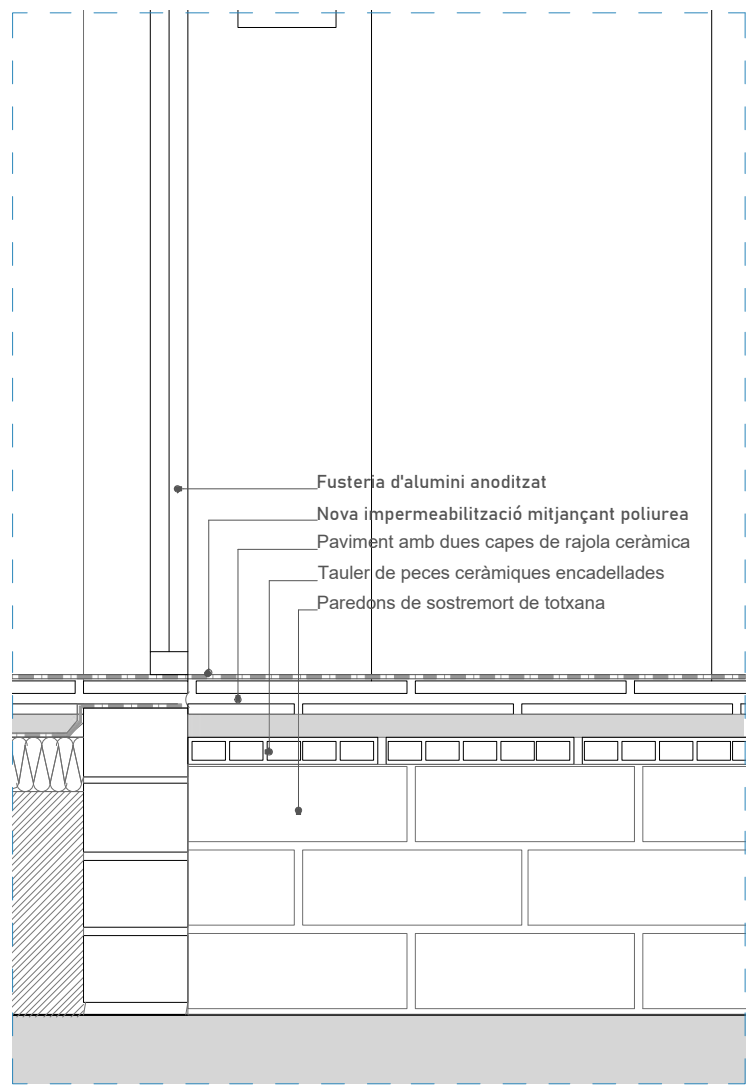 Fusteria d'alumini anoditzat
Nova impermeabilització mitjançant poliurea
Paviment amb dues capes de rajola ceràmica
Tauler de peces ceràmiques encadellades
Paredons de sostremort de totxana